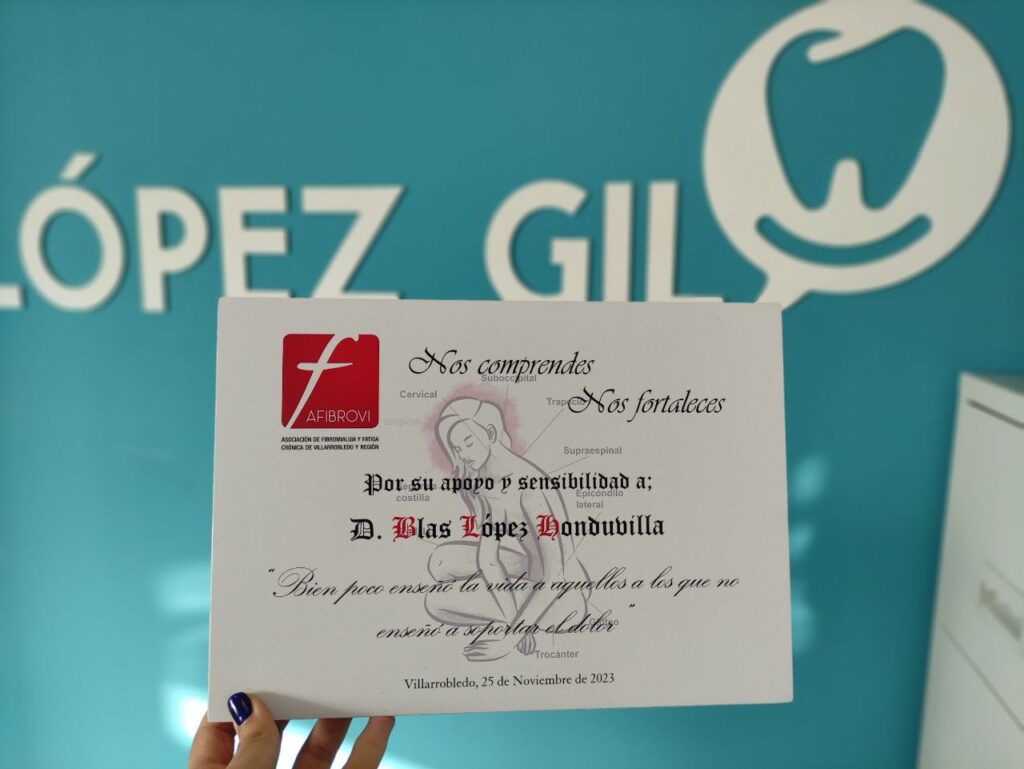 LÓPEZ GIL
AFIBROVI
ASOCIACIÓN DE FIBROMIALGIA Y FATIGA
CRÓNICA DE VILLARROBLEDO Y REGIÓN
Nos comprendes
Nos fortaleces
Suboccipital
Cervical
Trapecio
Supraespinal
Por su apoyo y sensibilidad a;
Epicóndilo
lateral
costilla
D. Blas López Honduvilla
"Bien poco enseñó la vida a aquellos a los que no
enseñó a soportar el dolor"
Trocánter
Villarrobledo, 25 de Noviembre de 2023